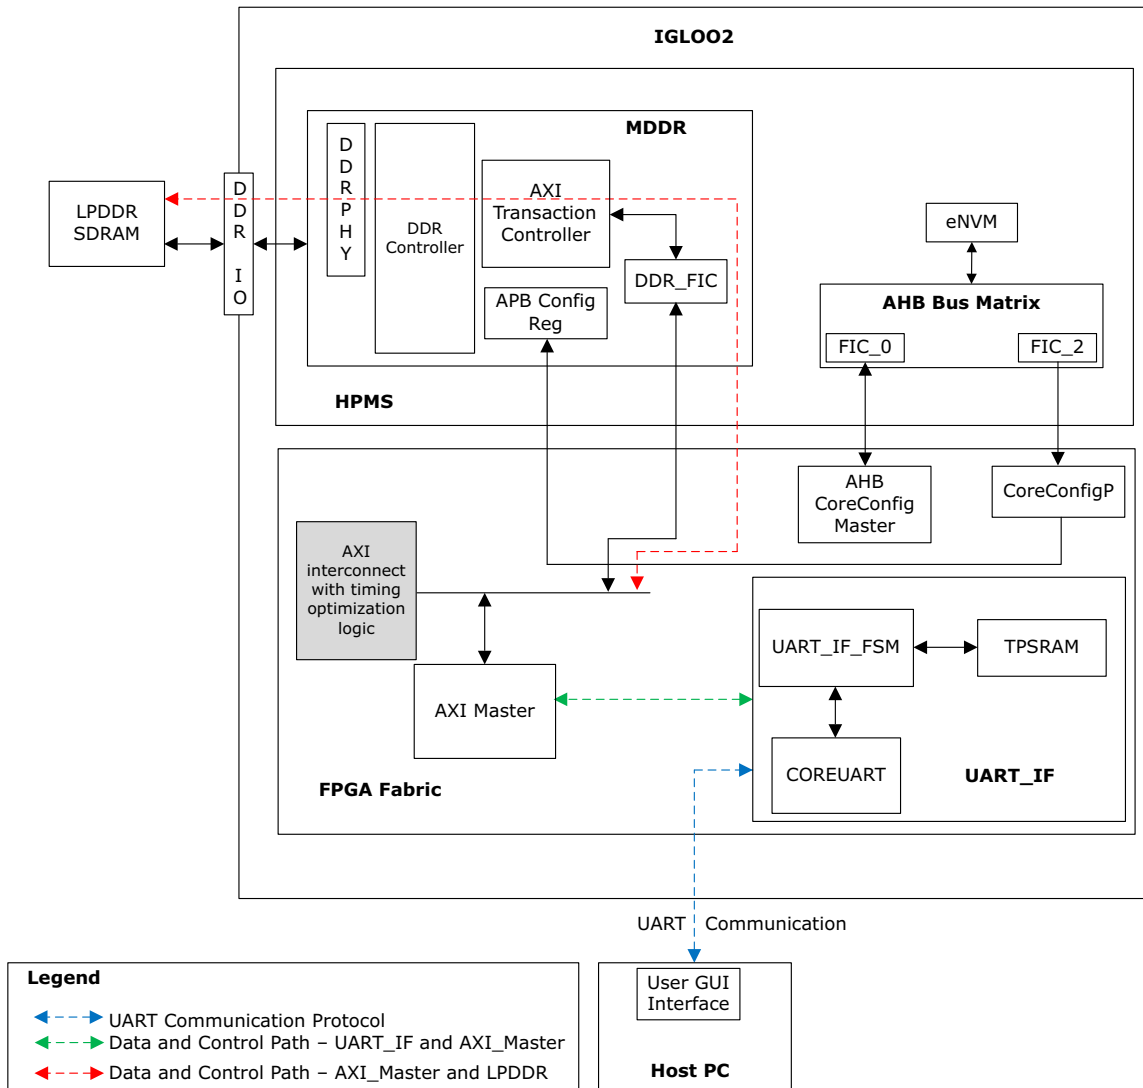 IGLOO2
MDDR
D
D
R
P
H
Y
DDR
Controller
AXI
Transaction
Controller
DDR_FIC
APB Config
Reg
LPDDR
SDRAM
D
D
R
I
O
eNVM
AHB Bus Matrix
FIC_0
FIC_2
HPMS
AHB
CoreConfig
Master
CoreConfigP
AXI
interconnect
with timing
optimization
logic
AXI Master
UART_IF_FSM
TPSRAM
COREUART
UART_IF
FPGA Fabric
UART Communication
Legend
UART Communication Protocol
Data and Control Path – UART_IF and AXI_Master
Data and Control Path – AXI_Master and LPDDR
User GUI
Interface
Host PC